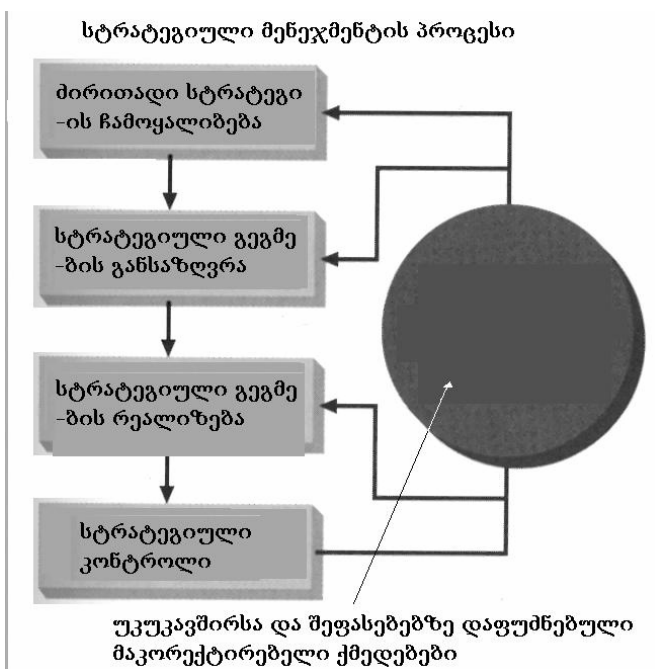 სტრატეგიული მენეჯმენტის პროცესი
ძირითადი სტრატეგი
-ის ჩამოყალიბება
სტრატეგიული გეგმე
-ბის განსაზღვრა
სტრატეგიული გეგმე
-ბის რეალიზება
სტრატეგიული
კონტროლი
უკუკავშირსა და შეფასებებზე დაფუძნებული
მაკორექტირებელი ქმედებები